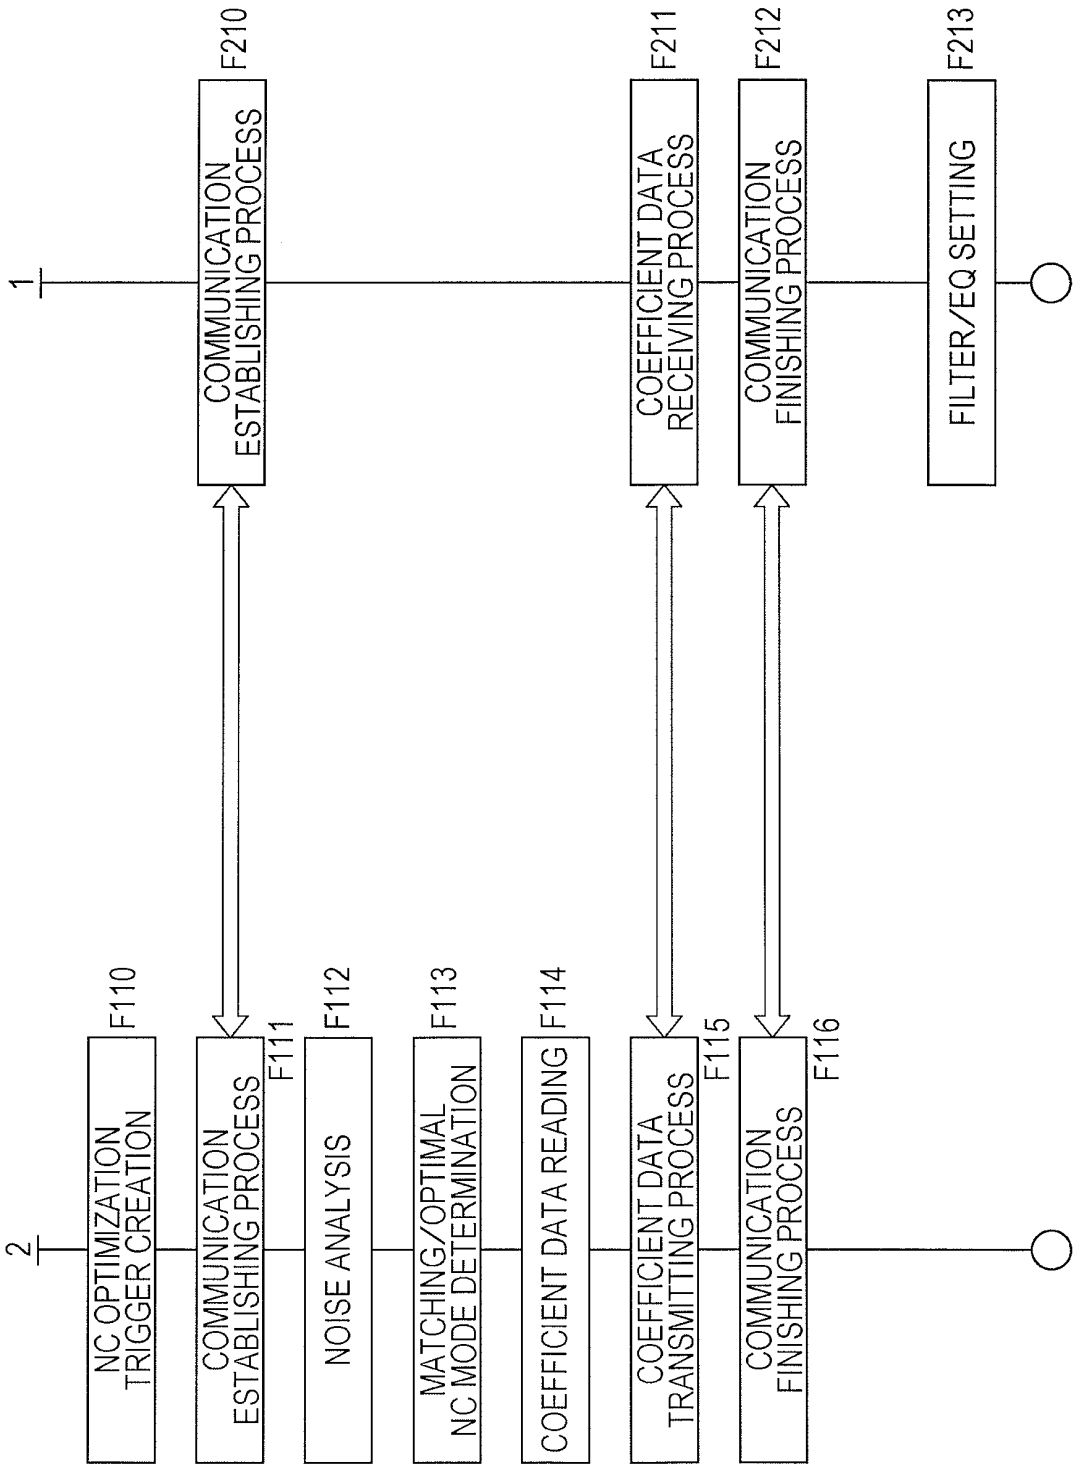 2
NC OPTIMIZATION
TRIGGER CREATION
F110
COMMUNICATION
ESTABLISHING PROCESS
F111
NOISE ANALYSIS
F112
MATCHING/OPTIMAL
NC MODE DETERMINATION
F113
COEFFICIENT DATA READING
F114
COEFFICIENT DATA
TRANSMITTING PROCESS
F115
COMMUNICATION
FINISHING PROCESS
F116
1
COMMUNICATION
ESTABLISHING PROCESS
F210
COEFFICIENT DATA
RECEIVING PROCESS
F211
COMMUNICATION
FINISHING PROCESS
F212
FILTER/EQ SETTING
F213